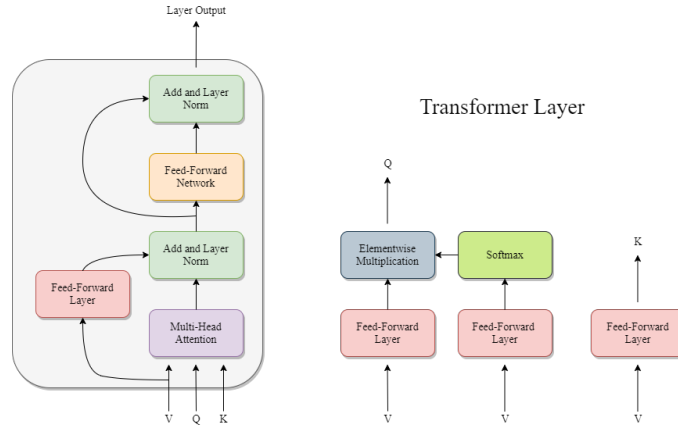 Layer Output
Add and Layer
Norm
Feed-Forward
Network
Add and Layer
Norm
Feed-Forward
Layer
Multi-Head
Attention
V
Q
K
Transformer Layer
Q
Elementwise
Multiplication
Softmax
K
Feed-Forward
Layer
Feed-Forward
Layer
Feed-Forward
Layer
V
V
V